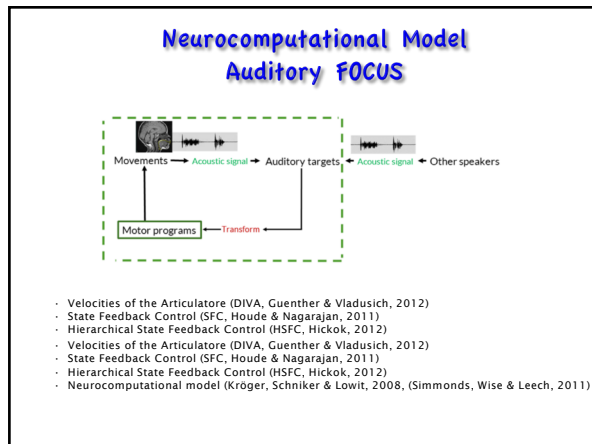 Neurocomputational Model
Auditory FOCUS
Movements Acoustic signal Auditory targets Acoustic signal Other speakers
Motor programs Transform
· Velocities of the Articulatore (DIVA, Guenther & Vladusich, 2012)
· State Feedback Control (SFC, Houde & Nagarajan, 2011)
· Hierarchical State Feedback Control (HSFC, Hickok, 2012)
· Velocities of the Articulatore (DIVA, Guenther & Vladusich, 2012)
· State Feedback Control (SFC, Houde & Nagarajan, 2011)
· Hierarchical State Feedback Control (HSFC, Hickok, 2012)
· Neurocomputational model (Kröger, Schniker & Lowit, 2008, (Simmonds, Wise & Leech, 2011)